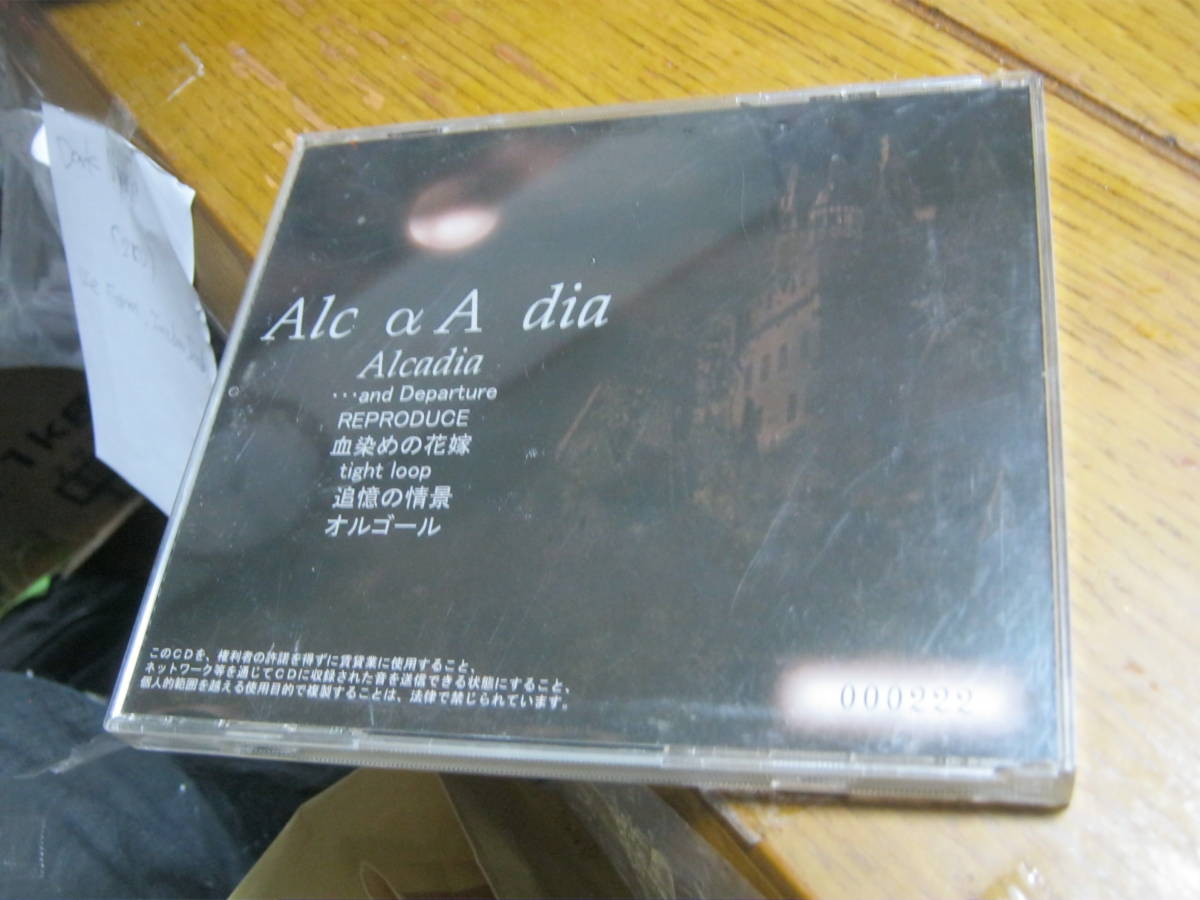 Alc αA dia
Alcadia
…and Departure
REPRODUCE
血染めの花嫁
tight loop
追憶の情景
オルゴール
このCDを、権利者の許諾を得ずに賃貸業に使用すること、
ネットワーク等を通じてCDに収録された音を送信できる状態にすること、
個人的範囲を越える使用目的で複製することは、法律で禁じられています。
000222